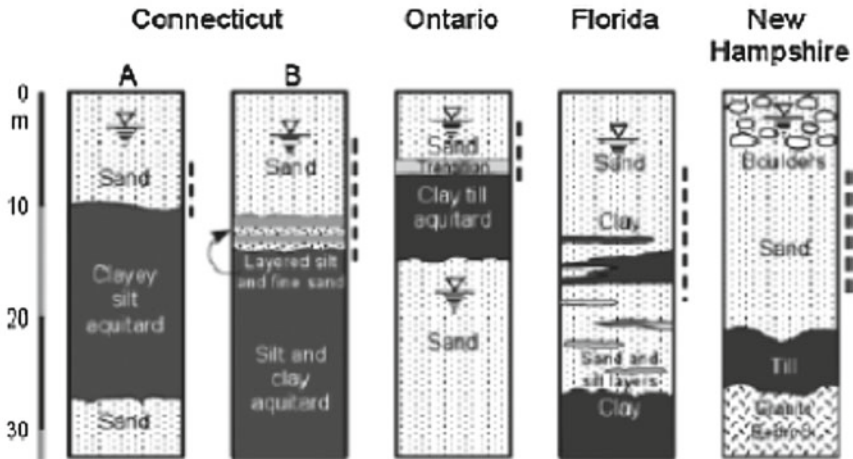 Connecticut
Ontario
Florida
New
Hampshire
A
B
0
m
10
20
30
Sand
Clayey
silt
aquitard
Sand
Sand
Layered silt
and fine sand
Silt and
clay
aquitard
Sand
Transition
Clay till
aquitard
Sand
Sand
Clay
Sand and
silt layers
Clay
Boulders
Sand
Till
Granite
Bedrock